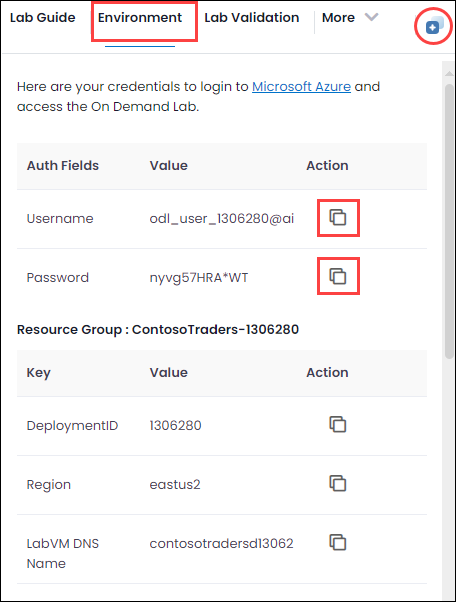 Lab Guide Environment Lab Validation More
Here are your credentials to login to Microsoft Azure and
access the On Demand Lab.
Auth Fields Value Action
Username odl_user_1306280@ai
Password nyvg57HRA*WT
Resource Group : ContosoTraders-1306280
Key Value Action
DeploymentID 1306280
Region eastus2
LabVM DNS Name contosotradersd13062